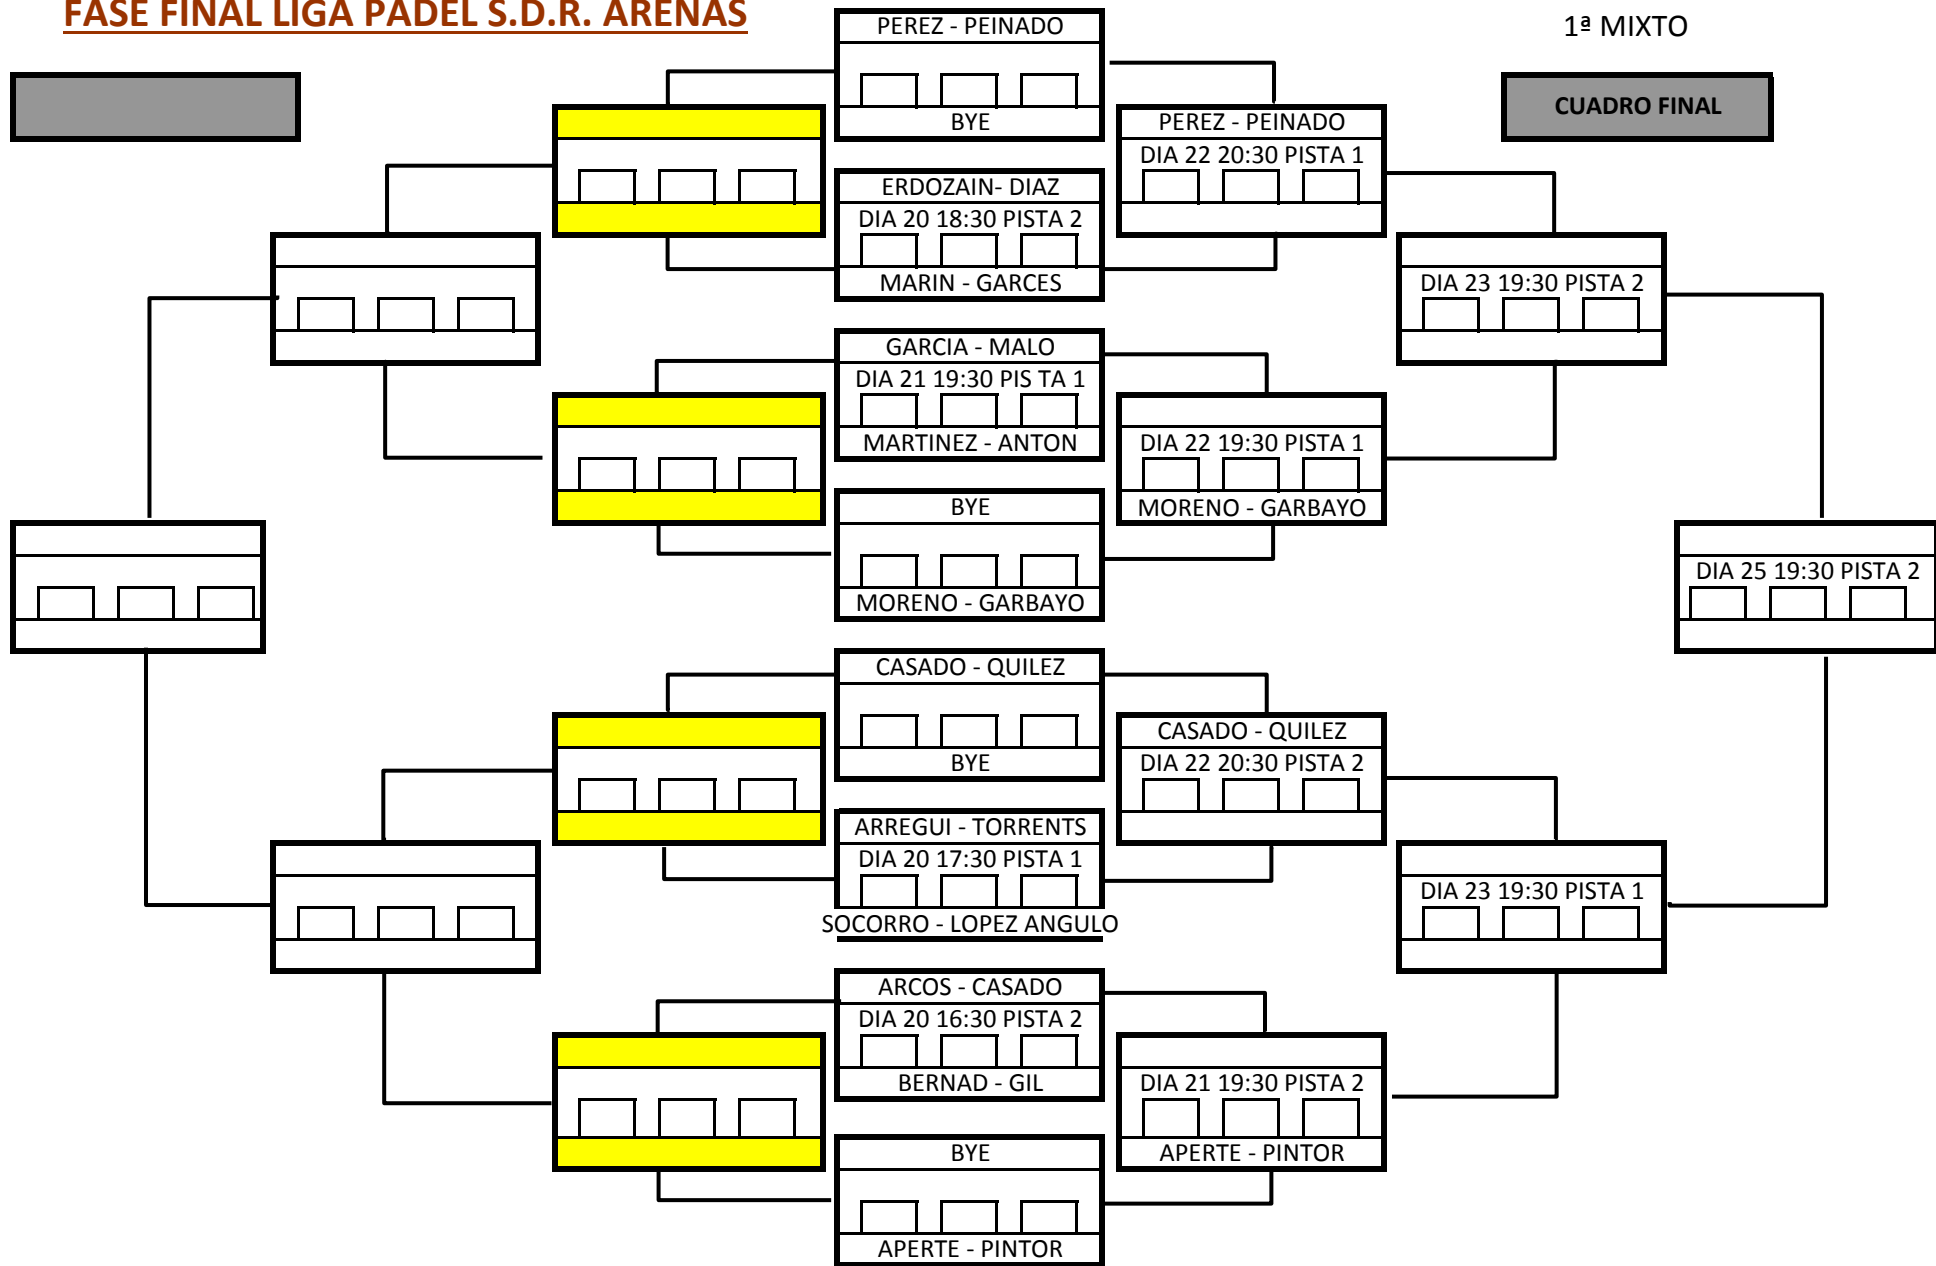 FASE FINAL LIGA PADEL S.D.R. ARENAS
1ª MIXTO
CUADRO FINAL
PEREZ - PEINADO
BYE
ERDOZAIN- DIAZ
DIA 20 18:30 PISTA 2
MARIN - GARCES
GARCIA - MALO
DIA 21 19:30 PIS TA 1
MARTINEZ - ANTON
BYE
MORENO - GARBAYO
CASADO - QUILEZ
BYE
ARREGUI - TORRENTS
DIA 20 17:30 PISTA 1
SOCORRO - LOPEZ ANGULO
ARCOS - CASADO
DIA 20 16:30 PISTA 2
BERNAD - GIL
BYE
APERTE - PINTOR
PEREZ - PEINADO
DIA 22 20:30 PISTA 1
DIA 22 19:30 PISTA 1
MORENO - GARBAYO
CASADO - QUILEZ
DIA 22 20:30 PISTA 2
DIA 21 19:30 PISTA 2
APERTE - PINTOR
DIA 23 19:30 PISTA 2
DIA 23 19:30 PISTA 1
DIA 25 19:30 PISTA 2